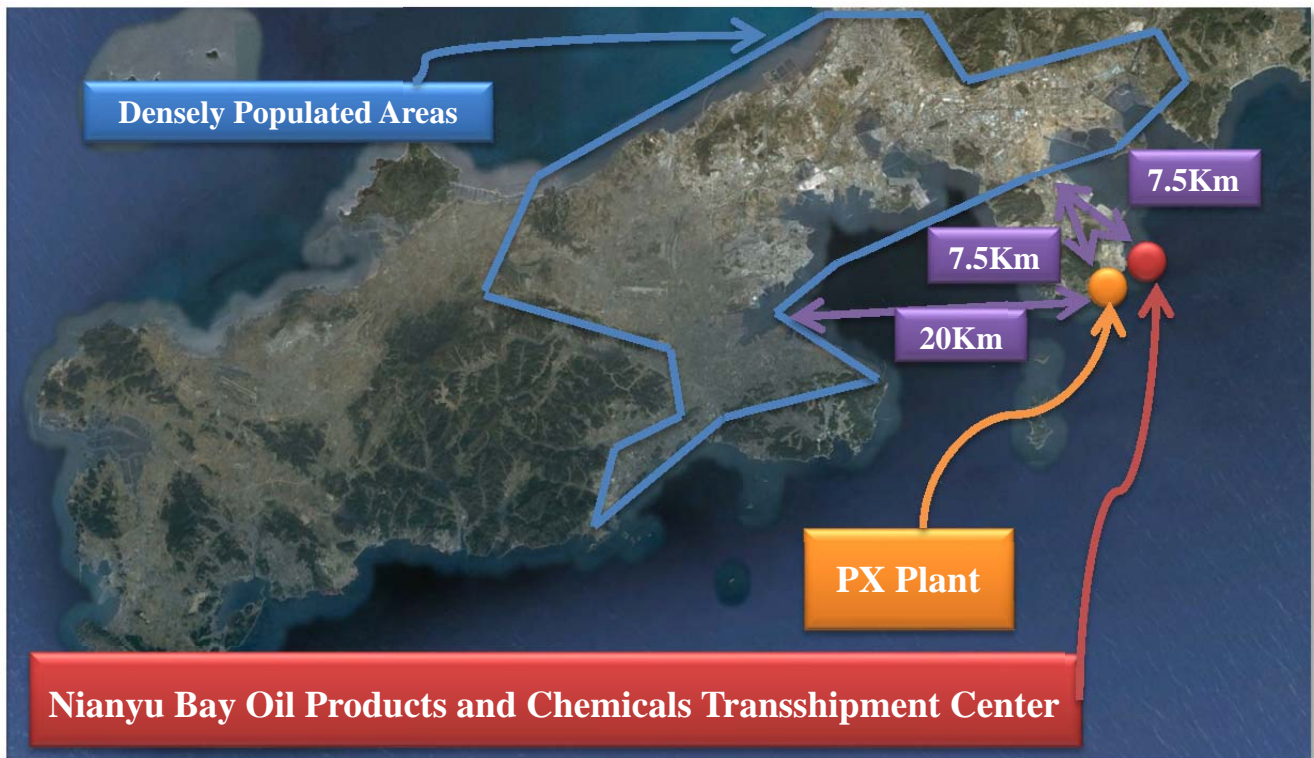 Densely Populated Areas
7.5Km
7.5Km
20Km
PX Plant
Nianyu Bay Oil Products and Chemicals Transshipment Center